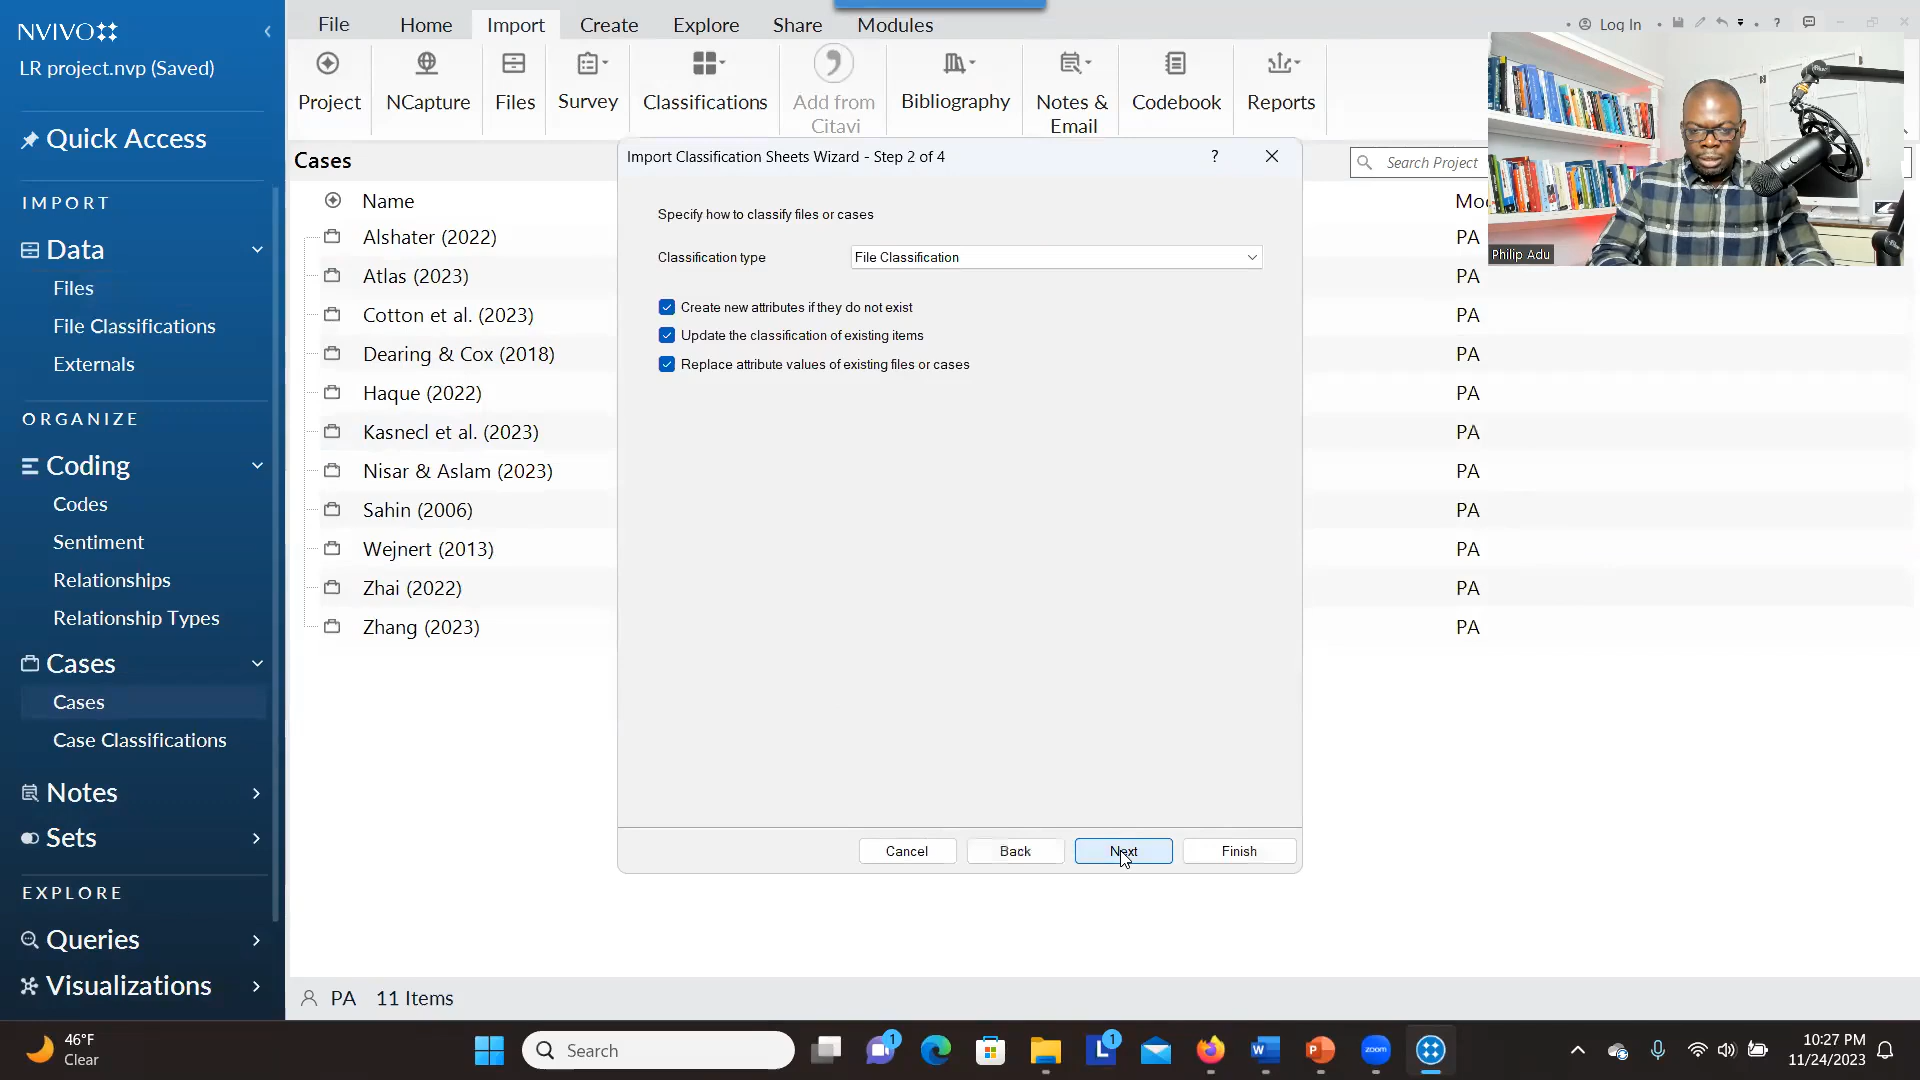 NVIVO
LR project.nvp (Saved)
Quick Access
IMPORT
Data
Files
File Classifications
Externals
ORGANIZE
Coding
Codes
Sentiment
Relationships
Relationship Types
Cases
Cases
Case Classifications
Notes
Sets
EXPLORE
Queries
Visualizations
File
Home
Import
Create
Explore
Share
Modules
Log In
?
Project
NCapture
Files
Survey
Classifications
Add from
Citavi
Bibliography
Notes &
Email
Codebook
Reports
Cases
Search Project
Name
Alshater (2022)
Atlas (2023)
Cotton et al. (2023)
Dearing & Cox (2018)
Haque (2022)
Kasnecl et al. (2023)
Nisar & Aslam (2023)
Sahin (2006)
Wejnert (2013)
Zhai (2022)
Zhang (2023)
PA
PA
PA
PA
PA
PA
PA
PA
PA
PA
PA
Import Classification Sheets Wizard - Step 2 of 4
?
Specify how to classify files or cases
Classification type
File Classification
Create new attributes if they do not exist
Update the classification of existing items
Replace attribute values of existing files or cases
Cancel
Back
Next
Finish
Philip Adu
PA 11 Items
46°F
Clear
Search
1
L
1
W
P
zoom
10:27 PM
11/24/2023